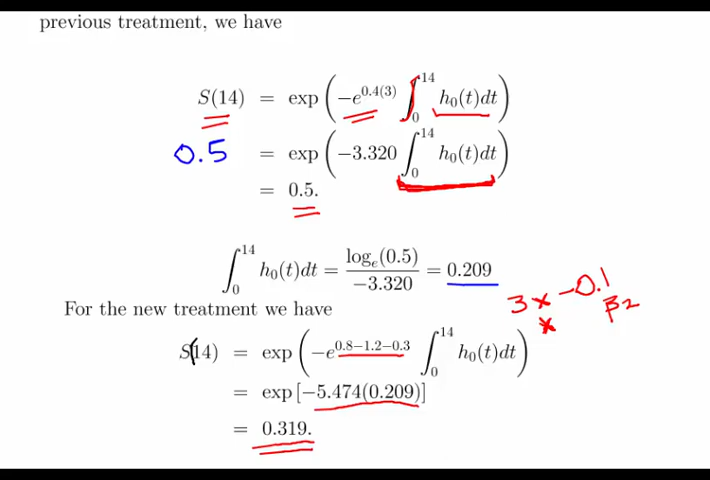 previous treatment, we have
S(14) = exp(−e^{0.4(3)} ∫_0^{14} h_0(t)dt)
0.5 = exp(−3.320 ∫_0^{14} h_0(t)dt)
= 0.5.
∫_0^{14} h_0(t)dt = log_e(0.5)/−3.320 = 0.209
For the new treatment we have
3x −0.1
* β2
S(14) = exp(−e^{0.8−1.2−0.3} ∫_0^{14} h_0(t)dt)
= exp[−5.474(0.209)]
= 0.319.